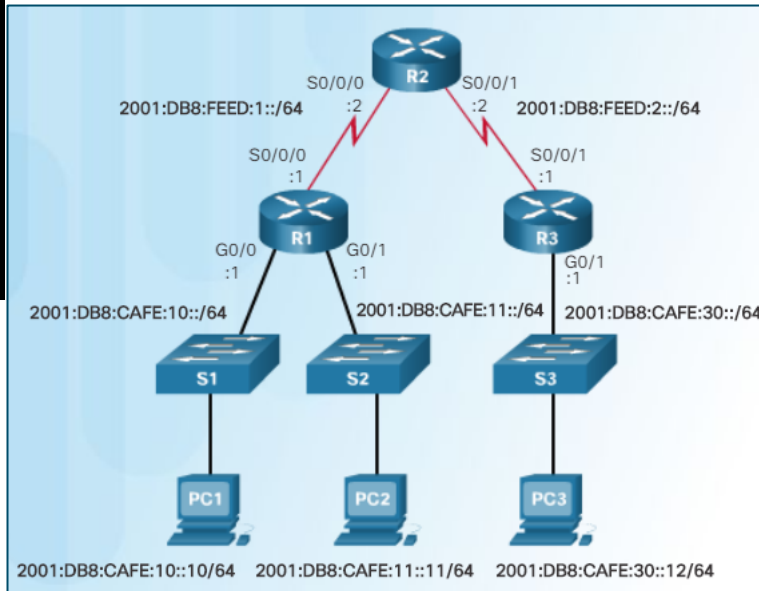 R2
S0/0/0 S0/0/1
:2 :2
2001:DB8:FEED:1::/64 2001:DB8:FEED:2::/64
S0/0/0 S0/0/1
:1 :1
R1 R3
G0/0 G0/1 G0/1
:1 :1 :1
2001:DB8:CAFE:10::/64 2001:DB8:CAFE:11::/64 2001:DB8:CAFE:30::/64
S1 S2 S3
PC1 PC2 PC3
2001:DB8:CAFE:10::10/64 2001:DB8:CAFE:11::11/64 2001:DB8:CAFE:30::12/64